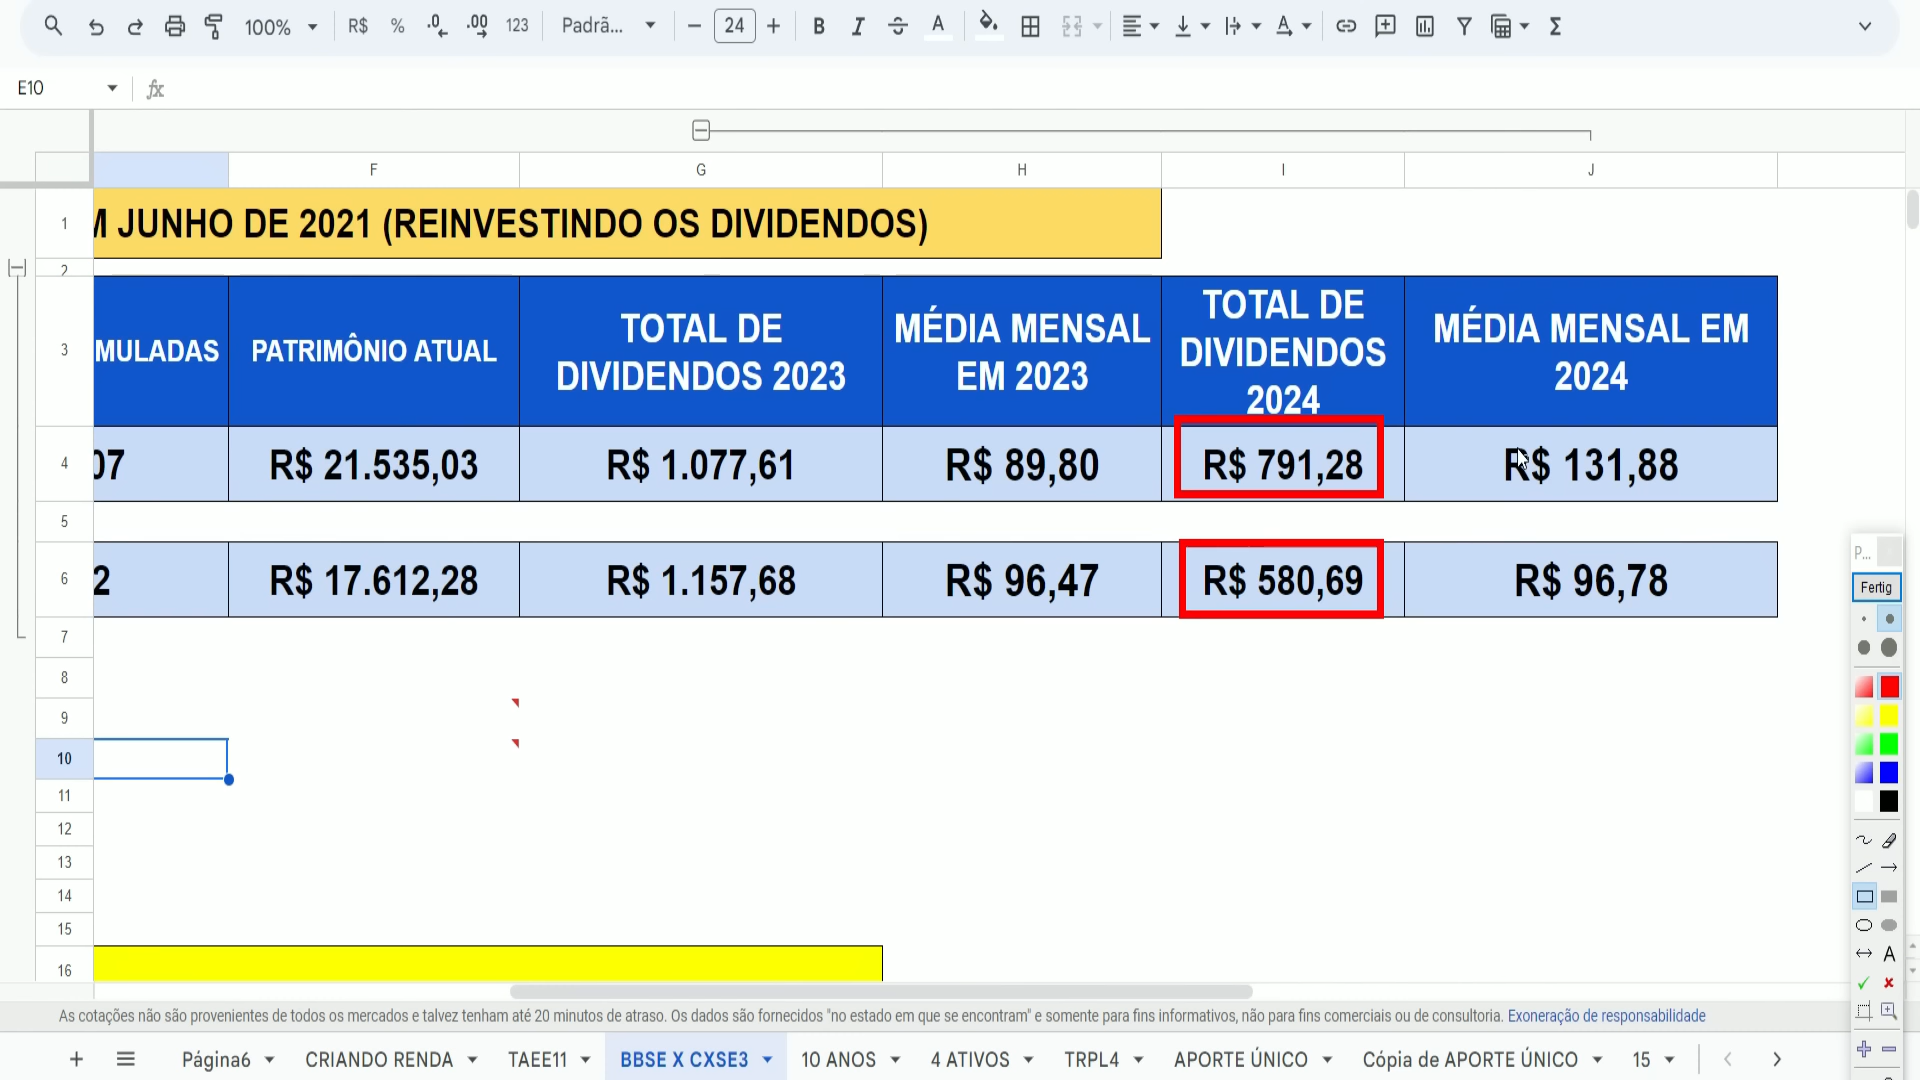 100%
R$
%
.0
.00
123
Padrã...
24
B
I
A
E10
fx
F
G
H
I
J
1
M JUNHO DE 2021 (REINVESTINDO OS DIVIDENDOS)
2
3
MULADAS
PATRIMÔNIO ATUAL
TOTAL DE
DIVIDENDOS 2023
MÉDIA MENSAL
EM 2023
TOTAL DE
DIVIDENDOS
2024
MÉDIA MENSAL EM
2024
4
07
R$ 21.535,03
R$ 1.077,61
R$ 89,80
R$ 791,28
R$ 131,88
5
6
2
R$ 17.612,28
R$ 1.157,68
R$ 96,47
R$ 580,69
R$ 96,78
7
8
9
10
11
12
13
14
15
16
P...
Fertig
A
As cotações não são provenientes de todos os mercados e talvez tenham até 20 minutos de atraso. Os dados são fornecidos "no estado em que se encontram" e somente para fins informativos, não para fins comerciais ou de consultoria. Exoneração de responsabilidade
Página6
CRIANDO RENDA
TAEE11
BBSE X CXSE3
10 ANOS
4 ATIVOS
TRPL4
APORTE ÚNICO
Cópia de APORTE ÚNICO
15